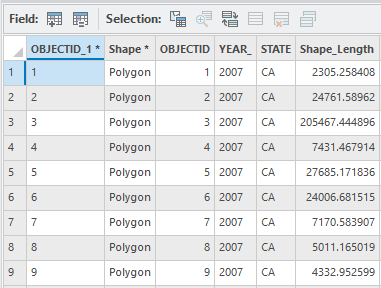 Field: Selection:
OBJECTID_1 * Shape * OBJECTID YEAR_ STATE Shape_Length
1 1 Polygon 1 2007 CA 2305.258408
2 2 Polygon 2 2007 CA 24761.58962
3 3 Polygon 3 2007 CA 205467.444896
4 4 Polygon 4 2007 CA 7431.467914
5 5 Polygon 5 2007 CA 27685.171836
6 6 Polygon 6 2007 CA 24006.681515
7 7 Polygon 7 2007 CA 7170.583907
8 8 Polygon 8 2007 CA 5011.165019
9 9 Polygon 9 2007 CA 4332.952599